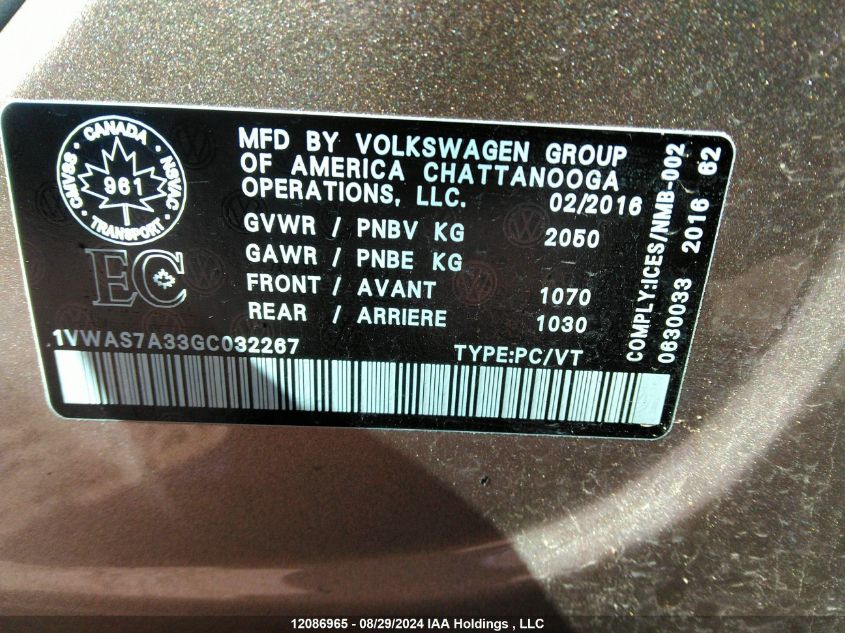 CANADA
CMVSS 961 NSVAC
TRANSPORT
EC
MFD BY VOLKSWAGEN GROUP
OF AMERICA CHATTANOOGA
OPERATIONS, LLC. 02/2016
GVWR / PNBV KG 2050
GAWR / PNBE KG
FRONT / AVANT 1070
REAR / ARRIERE 1030
1VWAS7A33GC032267 TYPE:PC/VT
COMPLY:ICES/NMB-002
0630033 2016 62
12086965 - 08/29/2024 IAA Holdings , LLC